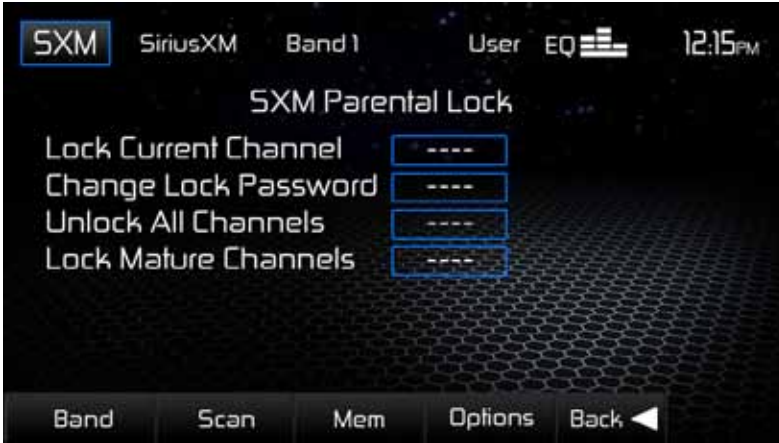 SXM SiriusXM Band 1 User EQ 12:15PM
SXM Parental Lock
Lock Current Channel ----
Change Lock Password ----
Unlock All Channels ----
Lock Mature Channels ----
Band Scan Mem Options Back